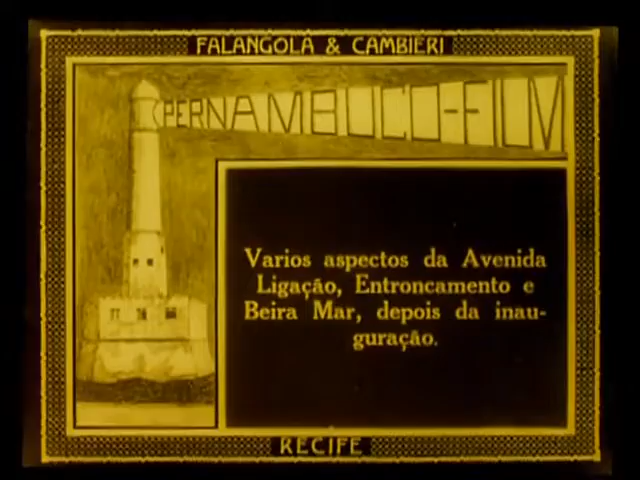 FALANGOLA & CAMBIERI
PERNAMBUCO-FILM
Varios aspectos da Avenida
Ligação, Entroncamento e
Beira Mar, depois da inau-
guração.
RECIFE